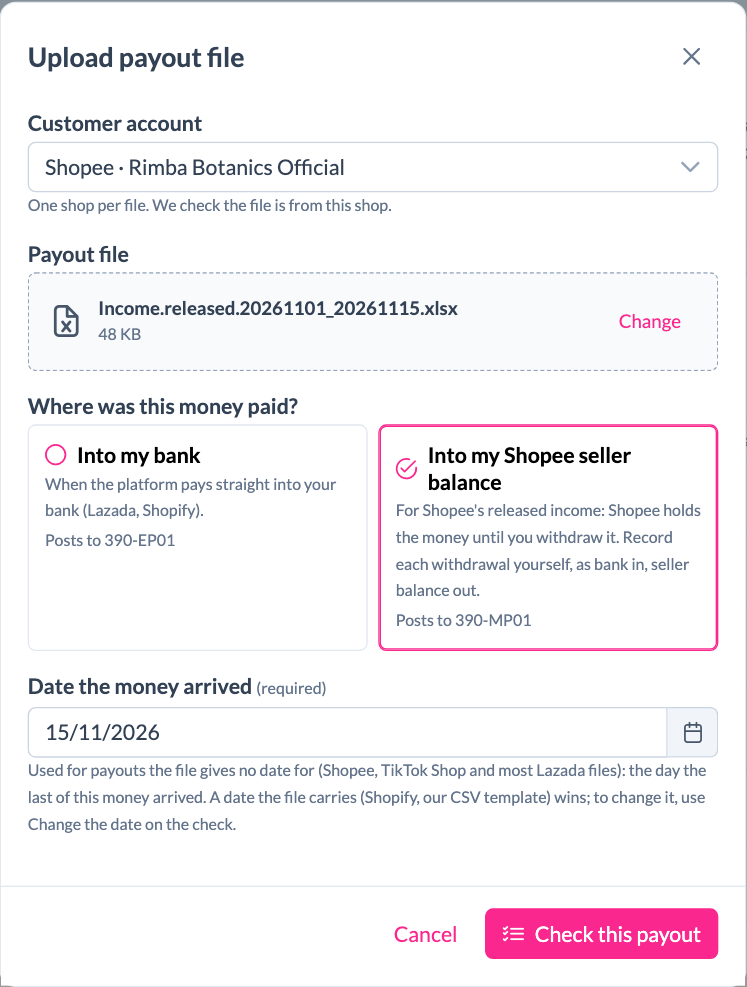 Upload payout file
Customer account
Shopee · Rimba Botanics Official
One shop per file. We check the file is from this shop.
Payout file
Income.released.20261101_20261115.xlsx
48 KB
Change
Where was this money paid?
Into my bank
When the platform pays straight into your
bank (Lazada, Shopify).
Posts to 390-EP01
Into my Shopee seller
balance
For Shopee's released income: Shopee holds
the money until you withdraw it. Record
each withdrawal yourself, as bank in, seller
balance out.
Posts to 390-MP01
Date the money arrived (required)
15/11/2026
Used for payouts the file gives no date for (Shopee, TikTok Shop and most Lazada files): the day the
last of this money arrived. A date the file carries (Shopify, our CSV template) wins; to change it, use
Change the date on the check.
Cancel
Check this payout